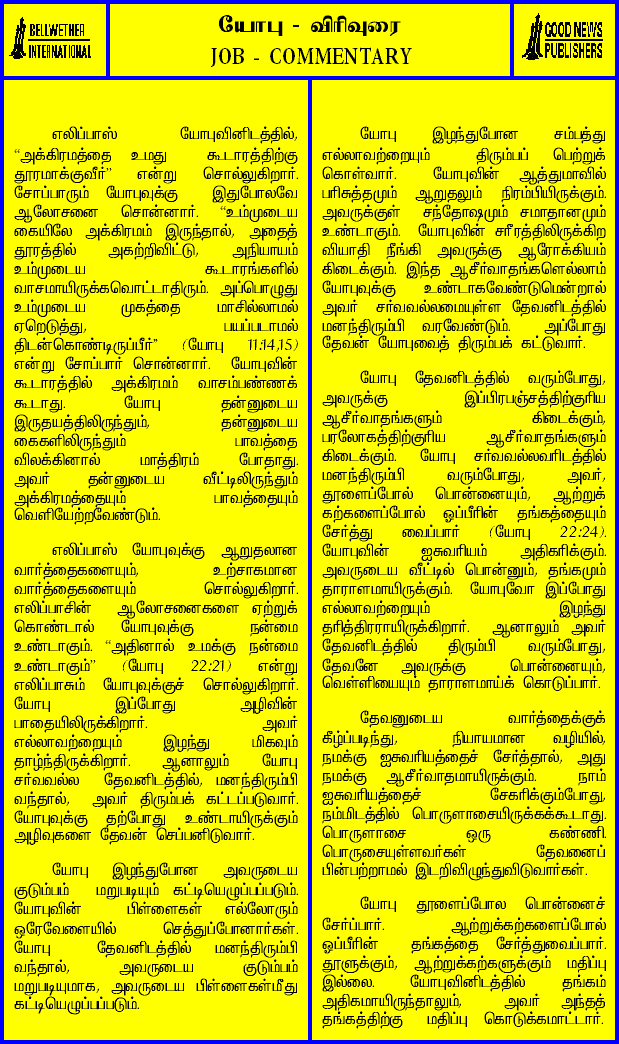 BELLWETHER
INTERNATIONAL
யோபு - விரிவுரை
JOB - COMMENTARY
GOOD NEWS
PUBLISHERS
எலிப்பாஸ் யோபுவினிடத்தில்,
“அக்கிரமத்தை உமது கூடாரத்திற்கு
தூரமாக்குவீர்” என்று சொல்லுகிறார்.
சோப்பாரும் யோபுவுக்கு இதுபோலவே
ஆலோசனை சொன்னார். “உம்முடைய
கையிலே அக்கிரமம் இருந்தால், அதைத்
தூரத்தில் அகற்றிவிட்டு, அநியாயம்
உம்முடைய கூடாரங்களில்
வாசமாயிருக்கவொட்டாதிரும். அப்பொழுது
உம்முடைய முகத்தை மாசில்லாமல்
ஏறெடுத்து, பயப்படாமல்
திடன்கொண்டிருப்பீர்” (யோபு 11:14,15)
என்று சோப்பார் சொன்னார். யோபுவின்
கூடாரத்தில் அக்கிரமம் வாசம்பண்ணக்
கூடாது. யோபு தன்னுடைய
இருதயத்திலிருந்தும், தன்னுடைய
கைகளிலிருந்தும் பாவத்தை
விலக்கினால் மாத்திரம் போதாது.
அவர் தன்னுடைய வீட்டிலிருந்தும்
அக்கிரமத்தையும் பாவத்தையும்
வெளியேற்றவேண்டும்.
எலிப்பாஸ் யோபுவுக்கு ஆறுதலான
வார்த்தைகளையும், உற்சாகமான
வார்த்தைகளையும் சொல்லுகிறார்.
எலிப்பாசின் ஆலோசனைகளை ஏற்றுக்
கொண்டால் யோபுவுக்கு நன்மை
உண்டாகும். “அதினால் உமக்கு நன்மை
உண்டாகும்” (யோபு 22:21) என்று
எலிப்பாசும் யோபுவுக்குச் சொல்லுகிறார்.
யோபு இப்போது அழிவின்
பாதையிலிருக்கிறார். அவர்
எல்லாவற்றையும் இழந்து மிகவும்
தாழ்ந்திருக்கிறார். ஆனாலும் யோபு
சர்வவல்ல தேவனிடத்தில், மனந்திரும்பி
வந்தால், அவர் திரும்பக் கட்டப்படுவார்.
யோபுவுக்கு தற்போது உண்டாயிருக்கும்
அழிவுகளை தேவன் செப்பனிடுவார்.
யோபு இழந்துபோன அவருடைய
குடும்பம் மறுபடியும் கட்டியெழுப்பப்படும்.
யோபுவின் பிள்ளைகள் எல்லோரும்
ஒரேவேளையில் செத்துப்போனார்கள்.
யோபு தேவனிடத்தில் மனந்திரும்பி
வந்தால், அவருடைய குடும்பம்
மறுபடியுமாக, அவருடைய பிள்ளைகள்மீது
கட்டியெழுப்பப்படும்.
யோபு இழந்துபோன சம்பத்து
எல்லாவற்றையும் திரும்பப் பெற்றுக்
கொள்வார். யோபுவின் ஆத்துமாவில்
பரிசுத்தமும் ஆறுதலும் நிரம்பியிருக்கும்.
அவருக்குள் சந்தோஷமும் சமாதானமும்
உண்டாகும். யோபுவின் சரீரத்திலிருக்கிற
வியாதி நீங்கி அவருக்கு ஆரோக்கியம்
கிடைக்கும். இந்த ஆசீர்வாதங்களெல்லாம்
யோபுவுக்கு உண்டாகவேண்டுமென்றால்
அவர் சர்வவல்லமையுள்ள தேவனிடத்தில்
மனந்திரும்பி வரவேண்டும். அப்போது
தேவன் யோபுவைத் திரும்பக் கட்டுவார்.
யோபு தேவனிடத்தில் வரும்போது,
அவருக்கு இப்பிரபஞ்சத்திற்குரிய
ஆசீர்வாதங்களும் கிடைக்கும்,
பரலோகத்திற்குரிய ஆசீர்வாதங்களும்
கிடைக்கும். யோபு சர்வவல்லவரிடத்தில்
மனந்திரும்பி வரும்போது, அவர்,
தூளைப்போல் பொன்னையும், ஆற்றுக்
கற்களைப்போல் ஓப்பீரின் தங்கத்தையும்
சேர்த்து வைப்பார் (யோபு 22:24).
யோபுவின் ஐசுவரியம் அதிகரிக்கும்.
அவருடைய வீட்டில் பொன்னும், தங்கமும்
தாராளமாயிருக்கும். யோபுவோ இப்போது
எல்லாவற்றையும் இழந்து
தரித்திரராயிருக்கிறார். ஆனாலும் அவர்
தேவனிடத்தில் திரும்பி வரும்போது,
தேவனே அவருக்கு பொன்னையும்,
வெள்ளியையும் தாராளமாய்க் கொடுப்பார்.
தேவனுடைய வார்த்தைக்குக்
கீழ்ப்படிந்து, நியாயமான வழியில்,
நமக்கு ஐசுவரியத்தைச் சேர்த்தால், அது
நமக்கு ஆசீர்வாதமாயிருக்கும். நாம்
ஐசுவரியத்தைச் சேகரிக்கும்போது,
நம்மிடத்தில் பொருளாசையிருக்கக்கூடாது.
பொருளாசை ஒரு கண்ணி.
பொருசையுள்ளவர்கள் தேவனைப்
பின்பற்றாமல் இடறிவிழுந்துவிடுவார்கள்.
யோபு தூளைப்போல பொன்னைச்
சேர்ப்பார். ஆற்றுக்கற்களைப்போல்
ஓப்பீரின் தங்கத்தை சேர்த்துவைப்பார்.
தூளுக்கும், ஆற்றுக்கற்களுக்கும் மதிப்பு
இல்லை. யோபுவினிடத்தில் தங்கம்
அதிகமாயிருந்தாலும், அவர் அந்தத்
தங்கத்திற்கு மதிப்பு கொடுக்கமாட்டார்.